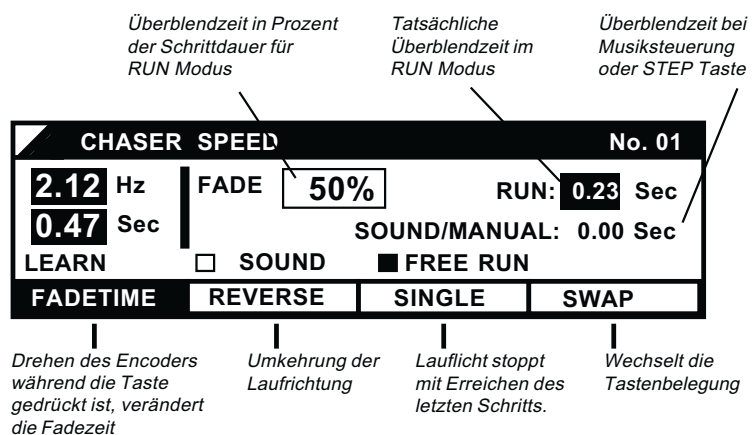 Überblendzeit in Prozent
der Schrittdauer für
RUN Modus
Tatsächliche
Überblendzeit im
RUN Modus
Überblendzeit bei
Musiksteuerung
oder STEP Taste
CHASER SPEED No. 01
2.12 Hz FADE 50% RUN: 0.23 Sec
0.47 Sec SOUND/MANUAL: 0.00 Sec
LEARN SOUND FREE RUN
FADETIME REVERSE SINGLE SWAP
Drehen des Encoders
während die Taste
gedrückt ist, verändert
die Fadezeit
Umkehrung der
Laufrichtung
Lauflicht stoppt
mit Erreichen des
letzten Schritts.
Wechselt die
Tastenbelegung